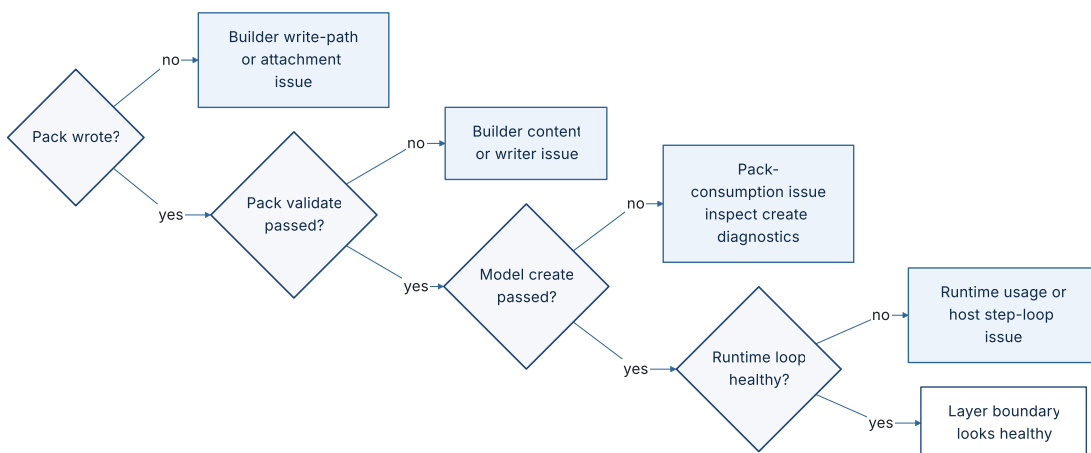 Builder write-path
or attachment
issue
no
Pack wrote?
yes
Builder content
or writer issue
no
Pack validate
passed?
yes
Pack-
consumption issue
inspect create
diagnostics
no
Model create
passed?
yes
Runtime usage or
host step-loop
issue
no
Runtime loop
healthy?
yes
Layer boundary
looks healthy